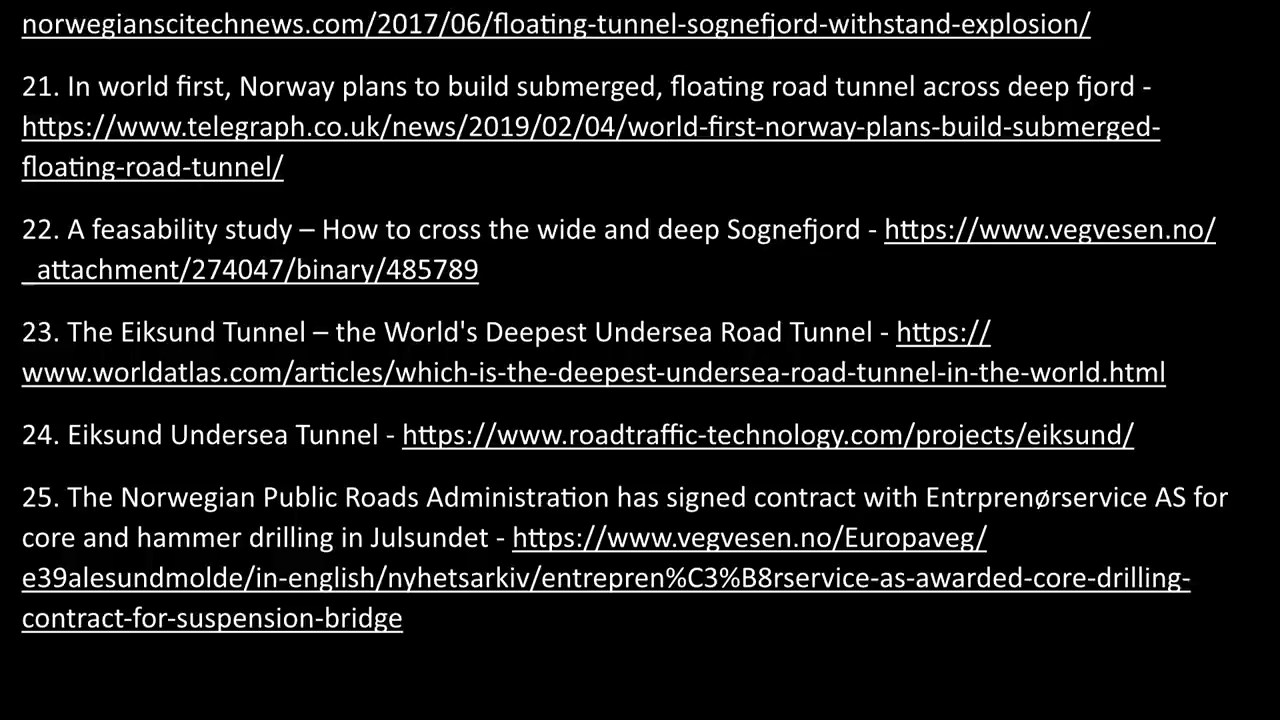 norwegianscitechnews.com/2017/06/floating-tunnel-sognefjord-withstand-explosion/
21. In world first, Norway plans to build submerged, floating road tunnel across deep fjord -
https://www.telegraph.co.uk/news/2019/02/04/world-first-norway-plans-build-submerged-
floating-road-tunnel/
22. A feasability study – How to cross the wide and deep Sognefjord - https://www.vegvesen.no/
_attachment/274047/binary/485789
23. The Eiksund Tunnel – the World's Deepest Undersea Road Tunnel - https://
www.worldatlas.com/articles/which-is-the-deepest-undersea-road-tunnel-in-the-world.html
24. Eiksund Undersea Tunnel - https://www.roadtraffic-technology.com/projects/eiksund/
25. The Norwegian Public Roads Administration has signed contract with Entrprenørservice AS for
core and hammer drilling in Julsundet - https://www.vegvesen.no/Europaveg/
e39alesundmolde/in-english/nyhetsarkiv/entrepren%C3%B8rservice-as-awarded-core-drilling-
contract-for-suspension-bridge